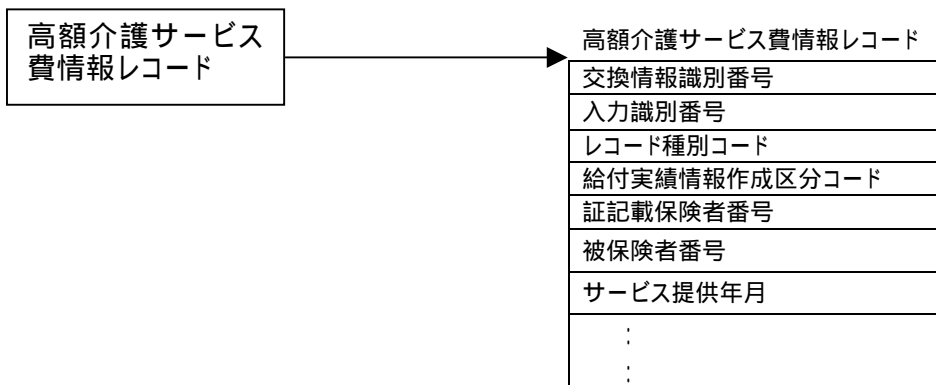 高額介護サービス
費情報レコード
高額介護サービス費情報レコード
交換情報識別番号
入力識別番号
レコード種別コード
給付実績情報作成区分コード
証記載保険者番号
被保険者番号
サービス提供年月
：
：